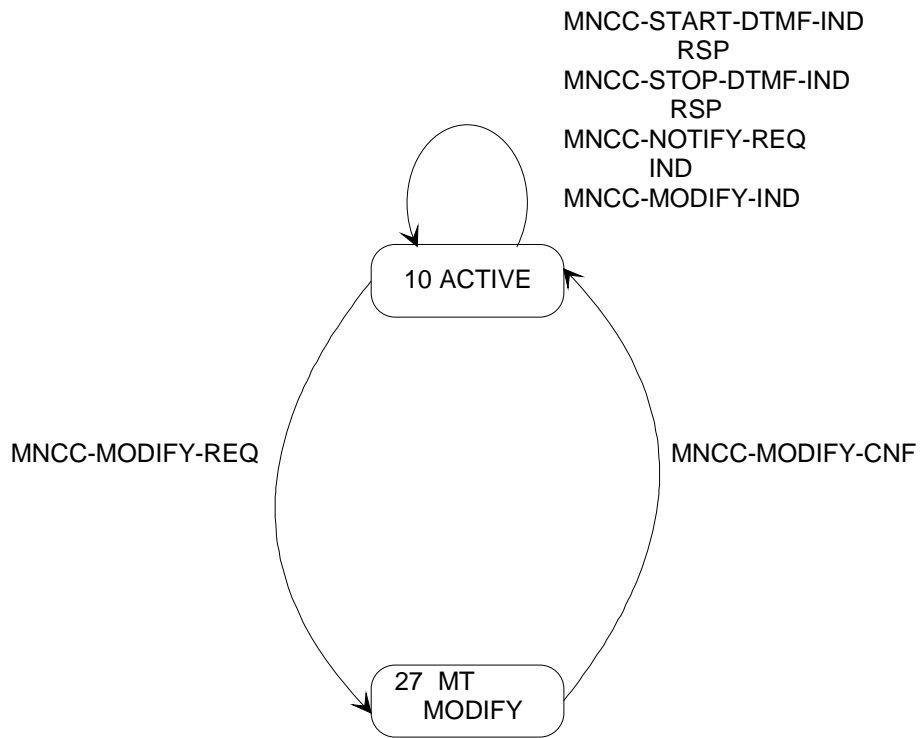 MNCC-START-DTMF-IND
RSP
MNCC-STOP-DTMF-IND
RSP
MNCC-NOTIFY-REQ
IND
MNCC-MODIFY-IND
10 ACTIVE
MNCC-MODIFY-REQ
MNCC-MODIFY-CNF
27 MT
MODIFY